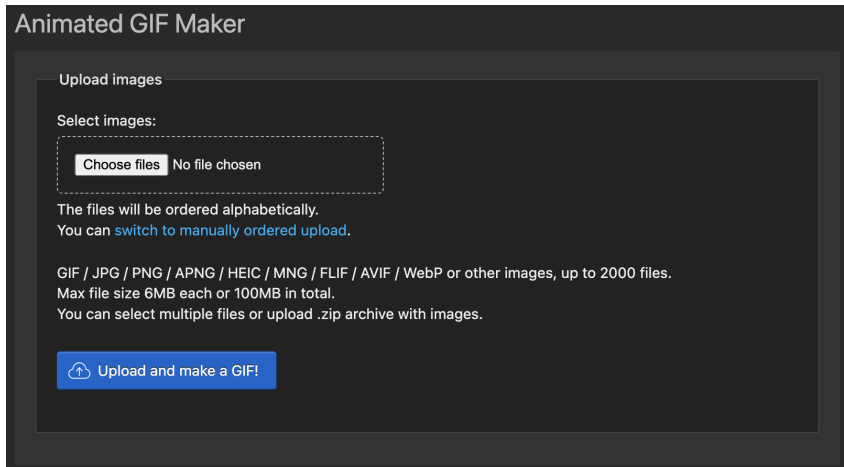 Animated GIF Maker
Upload images
Select images:
Choose files No file chosen
The files will be ordered alphabetically.
You can switch to manually ordered upload.
GIF / JPG / PNG / APNG / HEIC / MNG / FLIF / AVIF / WebP or other images, up to 2000 files.
Max file size 6MB each or 100MB in total.
You can select multiple files or upload .zip archive with images.
Upload and make a GIF!